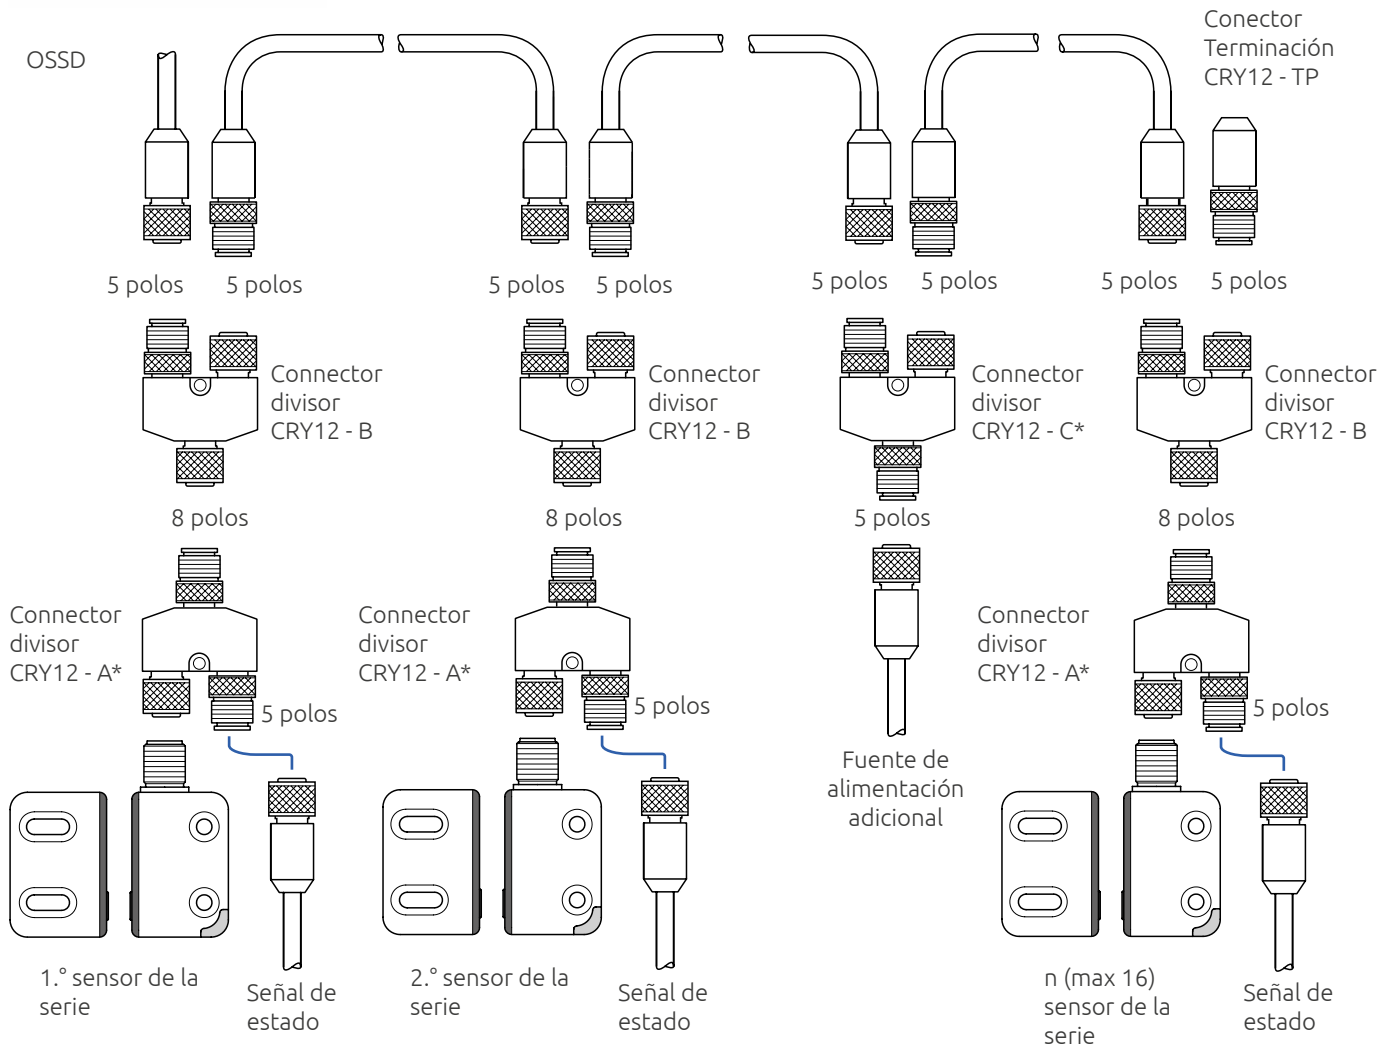 OSSD
Conector
Terminación
CRY12 - TP
5 polos
5 polos
5 polos
5 polos
5 polos
5 polos
5 polos
5 polos
Connector
divisor
CRY12 - B
Connector
divisor
CRY12 - B
Connector
divisor
CRY12 - C*
Connector
divisor
CRY12 - B
8 polos
8 polos
5 polos
8 polos
Connector
divisor
CRY12 - A*
5 polos
Connector
divisor
CRY12 - A*
5 polos
Connector
divisor
CRY12 - A*
5 polos
Fuente de
alimentación
adicional
1.° sensor de la
serie
Señal de
estado
2.° sensor de la
serie
Señal de
estado
n (max 16)
sensor de la
serie
Señal de
estado